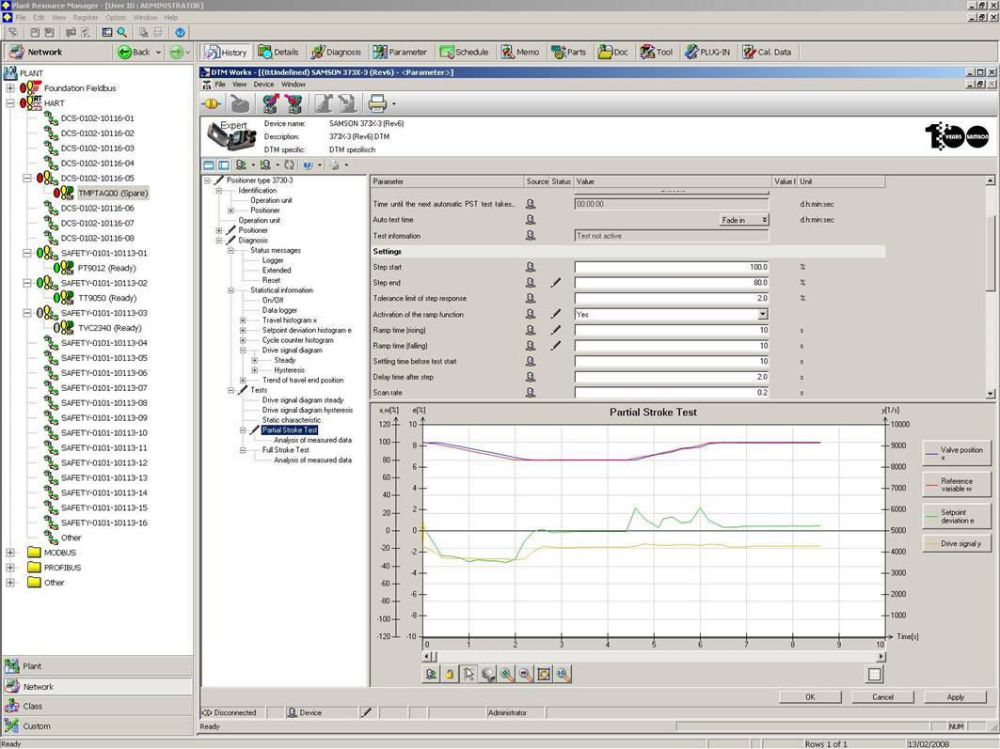 Plant Resource Manager - [User ID : ADMINISTRATOR]
File Edit View Register Option Window Help
Network Back
History Details Diagnosis Parameter Schedule Memo Parts Doc Tool PLUG-IN Cal. Data
PLANT
Foundation Fieldbus
HART
DCS-0102-10116-01
DCS-0102-10116-02
DCS-0102-10116-03
DCS-0102-10116-04
DCS-0102-10116-05
TMPTAG00 (Spare)
DCS-0102-10116-06
DCS-0102-10116-07
DCS-0102-10116-08
SAFETY-0101-10113-01
PT9012 (Ready)
SAFETY-0101-10113-02
TT9050 (Ready)
SAFETY-0101-10113-03
TVC2340 (Ready)
SAFETY-0101-10113-04
SAFETY-0101-10113-05
SAFETY-0101-10113-06
SAFETY-0101-10113-07
SAFETY-0101-10113-08
SAFETY-0101-10113-09
SAFETY-0101-10113-10
SAFETY-0101-10113-11
SAFETY-0101-10113-12
SAFETY-0101-10113-13
SAFETY-0101-10113-14
SAFETY-0101-10113-15
SAFETY-0101-10113-16
Other
MODBUS
PROFIBUS
Other
Plant
Network
Class
Custom
DTM Works - [(0:Undefined) SAMSON 373X-3 (Rev6) - <Parameter>]
File View Device Window
Expert
Device name: SAMSON 373X-3 (Rev6)
Description: 373X-3 (Rev6) DTM
DTM specific: DTM spezifisch
100 YEARS SAMSON
Positioner type 3730-3
Identification
Operation unit
Positioner
Operation unit
Positioner
Diagnosis
Status messages
Logger
Extended
Reset
Statistical information
On/Off
Data logger
Travel histogram x
Setpoint deviation histogram e
Cycle counter histogram
Drive signal diagram
Steady
Hysteresis
Trend of travel end position
Tests
Drive signal diagram steady
Drive signal diagram hysteresis
Static characteristic
Partial Stroke Test
Analysis of measured data
Full Stroke Test
Analysis of measured data
Parameter Source Status Value Value I Unit
Time until the next automatic PST test takes... 00:00:00 d.h:min:sec
Auto test time Fade in d.h:min:sec
Test information Test not active
Settings
Step start 100.0 %
Step end 80.0 %
Tolerance limit of step response 2.0 %
Activation of the ramp function Yes
Ramp time (rising) 10 s
Ramp time (falling) 10 s
Settling time before test start 10 s
Delay time after step 2.0 s
Scan rate 0.2 s
x,w[%] e[%] Partial Stroke Test y[1/s]
120 10 10000
100 8 9000
80 6 8000
60 4 7000
40
20 2 6000
0 0 5000
-20 -2 4000
-40
-60 -4 3000
-80 -6 2000
-100 -8 1000
-120 -10
0 1 2 3 4 5 6 7 8 9 10 Time[s]
Valve position x
Reference variable w
Setpoint deviation e
Drive signal y
OK Cancel Apply
Disconnected Device Administrator
Ready NUM
Ready Rows 1 of 1 13/02/2008